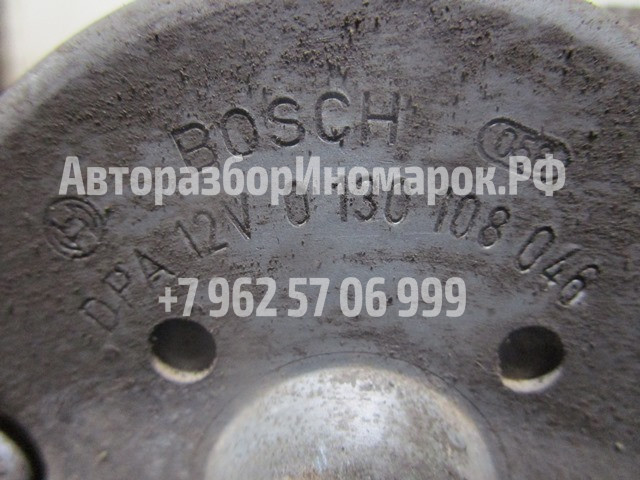 BOSCH
АвторазборИномарок.РФ
DPA 12V 0 130 108 046
+7 962 57 06 999